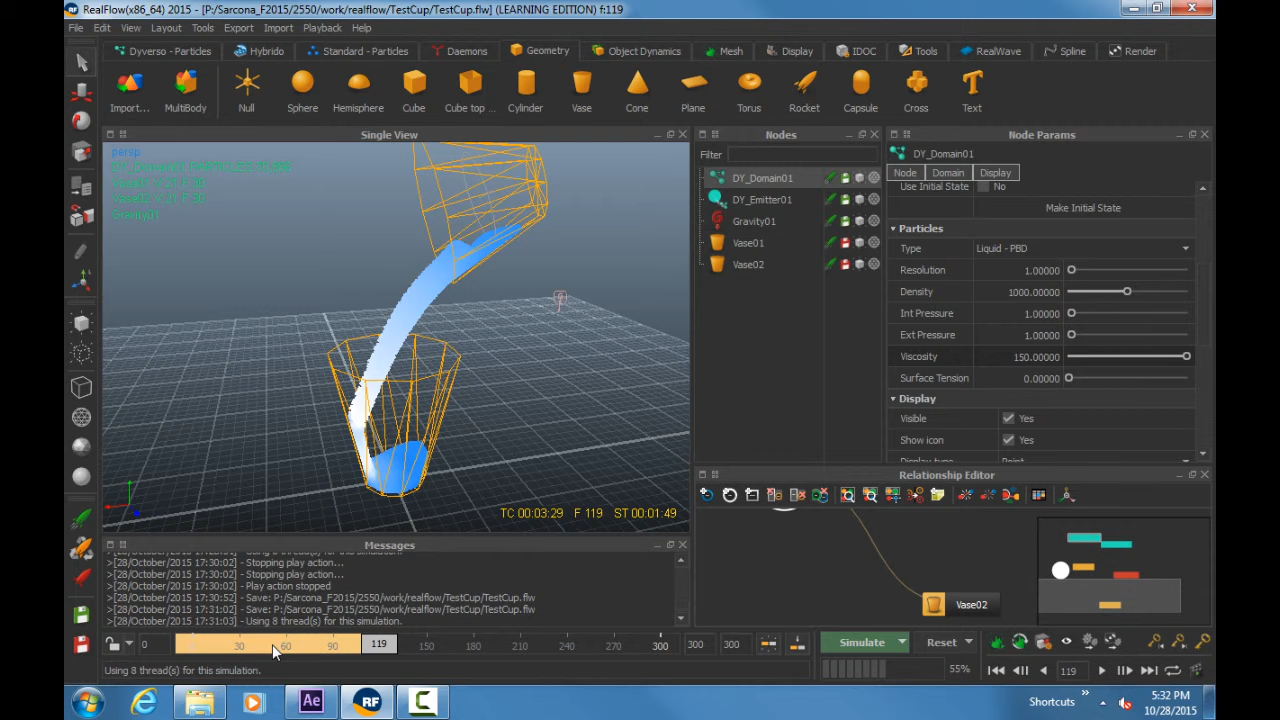 RealFlow(x86_64) 2015 - [P:/Sarcona_F2015/2550/work/realflow/TestCup/TestCup.flw] (LEARNING EDITION) f:119
File Edit View Layout Tools Export Import Playback Help
Dyverso - Particles Hybrido Standard - Particles Daemons Geometry Object Dynamics Mesh Display IDOC Tools RealWave Spline Render
Import... MultiBody Null Sphere Hemisphere Cube Cube top ... Cylinder Vase Cone Plane Torus Rocket Capsule Cross Text
Single View
persp
Gravity01
TC 00:03:29 F 119 ST 00:01:49
Nodes
Filter
DY_Domain01
DY_Emitter01
Gravity01
Vase01
Vase02
Node Params
DY_Domain01
Node Domain Display
Use Initial State No
Make Initial State
Particles
Type Liquid - PBD
Resolution 1.00000
Density 1000.00000
Int Pressure 1.00000
Ext Pressure 1.00000
Viscosity 150.00000
Surface Tension 0.00000
Display
Visible Yes
Show icon Yes
Display type Point
Relationship Editor
Vase02
Messages
>[28/October/2015 17:30:02] - Stopping play action...
>[28/October/2015 17:30:02] - Stopping play action...
>[28/October/2015 17:30:02] - Play action stopped
>[28/October/2015 17:30:52] - Save: P:/Sarcona_F2015/2550/work/realflow/TestCup/TestCup.flw
>[28/October/2015 17:31:02] - Save: P:/Sarcona_F2015/2550/work/realflow/TestCup/TestCup.flw
>[28/October/2015 17:31:03] - Using 8 thread(s) for this simulation.
0 30 60 90 119 150 180 210 240 270 300 300 300
Simulate Reset
Using 8 thread(s) for this simulation.
55%
119
Ae RF C
Shortcuts »
5:32 PM
10/28/2015